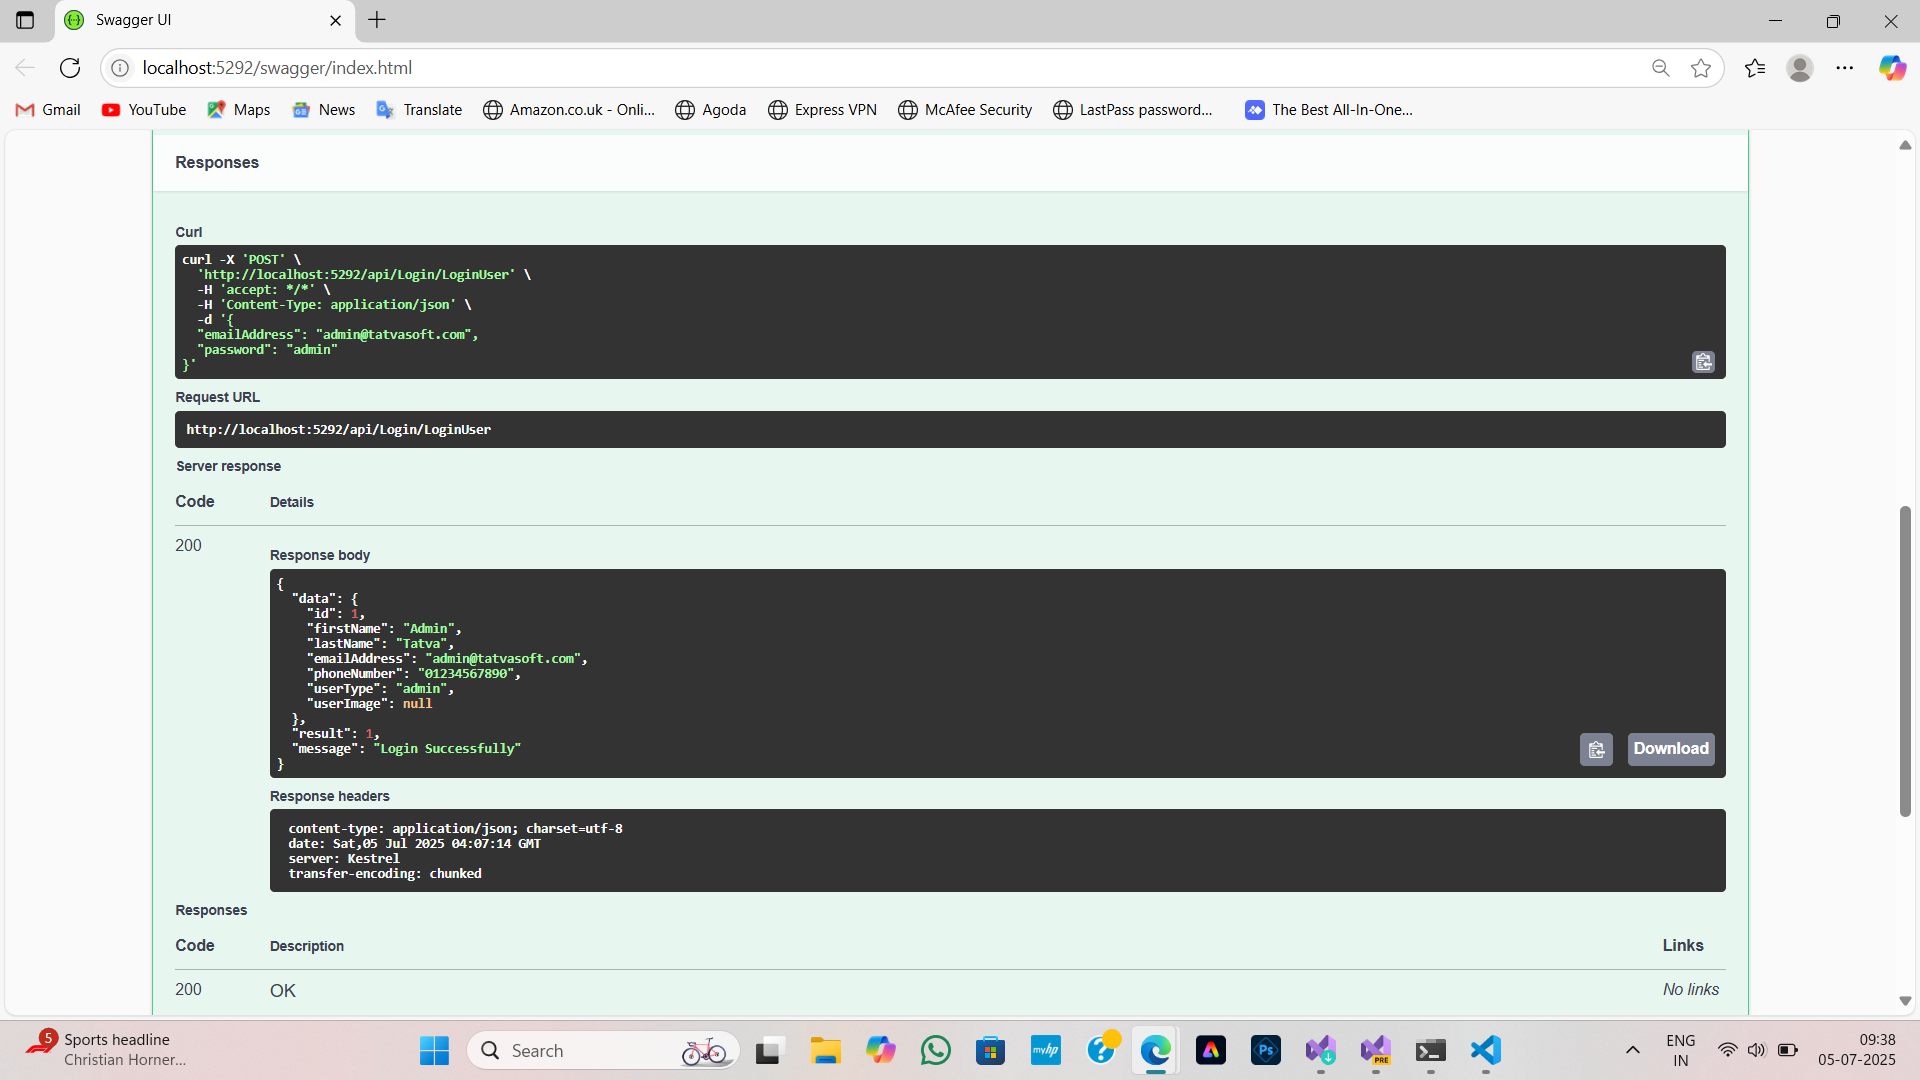 Swagger UI
localhost:5292/swagger/index.html
Gmail
YouTube
Maps
News
Translate
Amazon.co.uk - Onli...
Agoda
Express VPN
McAfee Security
LastPass password...
The Best All-In-One...
Responses
Curl
curl -X 'POST' \
'http://localhost:5292/api/Login/LoginUser' \
-H 'accept: */*' \
-H 'Content-Type: application/json' \
-d '{
"emailAddress": "admin@tatvasoft.com",
"password": "admin"
}'
Request URL
http://localhost:5292/api/Login/LoginUser
Server response
Code Details
200
Response body
{
"data": {
"id": 1,
"firstName": "Admin",
"lastName": "Tatva",
"emailAddress": "admin@tatvasoft.com",
"phoneNumber": "01234567890",
"userType": "admin",
"userImage": null
},
"result": 1,
"message": "Login Successfully"
}
Download
Response headers
content-type: application/json; charset=utf-8
date: Sat,05 Jul 2025 04:07:14 GMT
server: Kestrel
transfer-encoding: chunked
Responses
Code Description Links
200 OK No links
5
Sports headline
Christian Horner...
Search
myhp
Ps
PRE
ENG
IN
09:38
05-07-2025